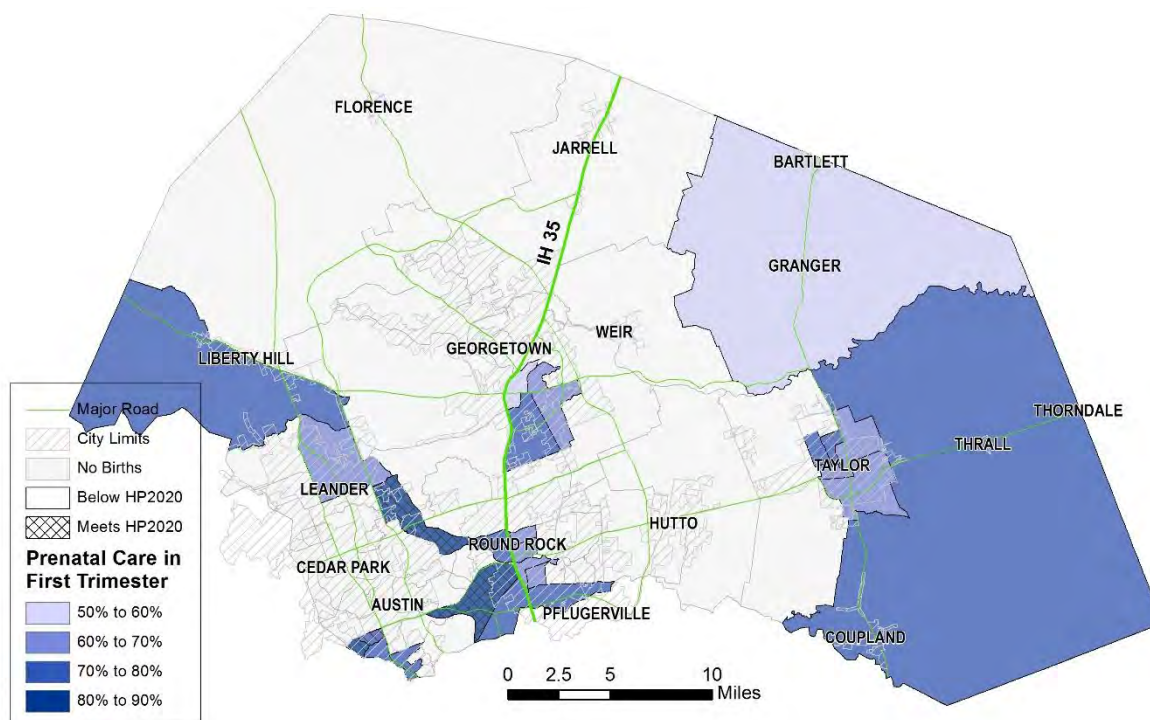 FLORENCE
JARRELL
BARTLETT
IH 35
GRANGER
WEIR
GEORGETOWN
LIBERTY HILL
THORNDALE
THRALL
TAYLOR
LEANDER
HUTTO
ROUND ROCK
CEDAR PARK
AUSTIN
PFLUGERVILLE
COUPLAND
Major Road
City Limits
No Births
Below HP2020
Meets HP2020
Prenatal Care in
First Trimester
50% to 60%
60% to 70%
70% to 80%
80% to 90%
0 2.5 5 10
Miles